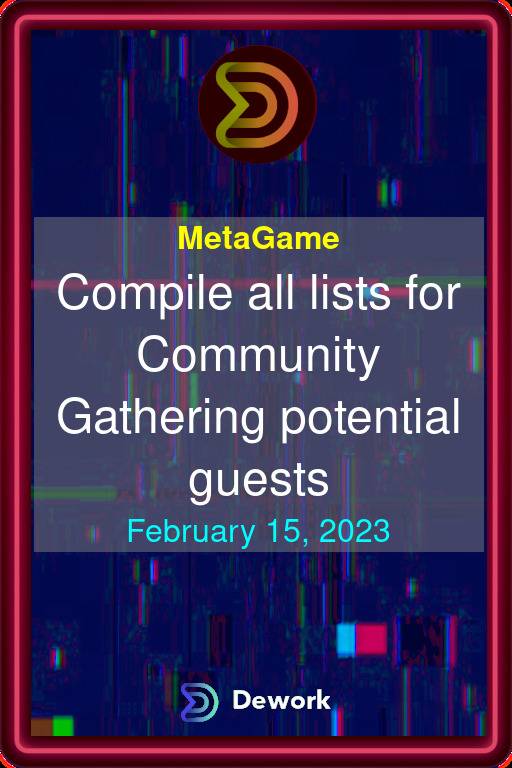 MetaGame
Compile all lists for
Community
Gathering potential
guests
February 15, 2023
Dework